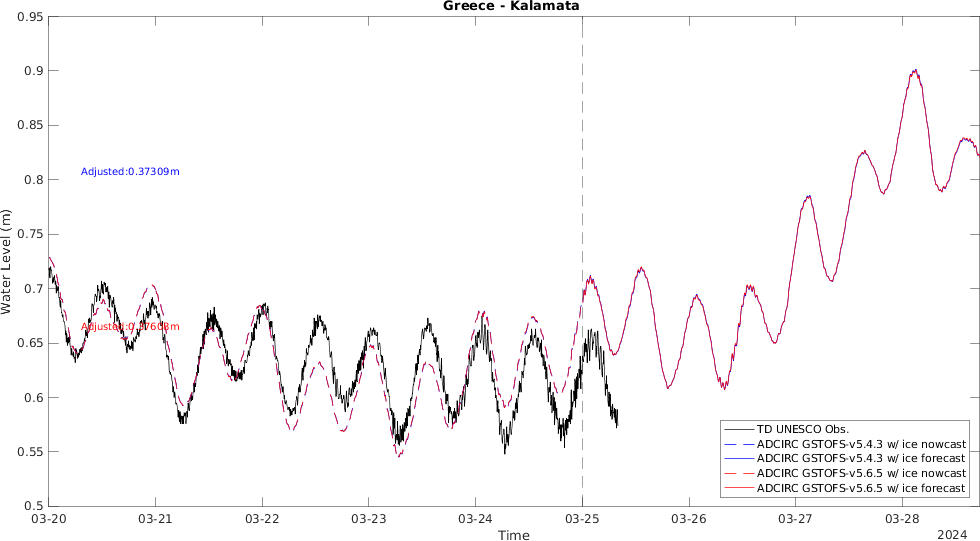 Greece - Kalamata
0.95
0.9
0.85
0.8
0.75
0.7
0.65
0.6
0.55
0.5
Water Level (m)
Adjusted:0.37309m
TD UNESCO Obs.
ADCIRC GSTOFS-v5.4.3 w/ ice nowcast
ADCIRC GSTOFS-v5.4.3 w/ ice forecast
ADCIRC GSTOFS-v5.6.5 w/ ice nowcast
ADCIRC GSTOFS-v5.6.5 w/ ice forecast
03-20 03-21 03-22 03-23 03-24 03-25 03-26 03-27 03-28
Time
2024